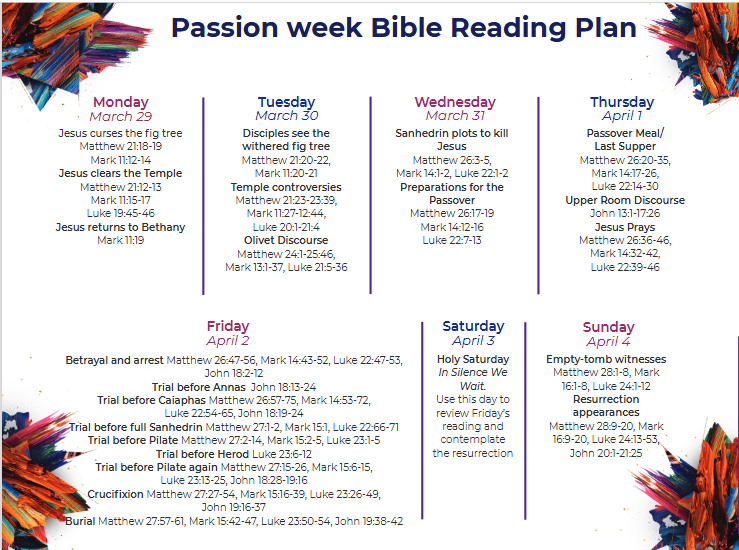 Passion week Bible Reading Plan
Monday
March 29
Jesus curses the fig tree
Matthew 21:18-19
Mark 11:12-14
Jesus clears the Temple
Matthew 21:12-13
Mark 11:15-17
Luke 19:45-46
Jesus returns to Bethany
Mark 11:19
Tuesday
March 30
Disciples see the
withered fig tree
Matthew 21:20-22,
Mark 11:20-21
Temple controversies
Matthew 21:23-23:39,
Mark 11:27-12:44,
Luke 20:1-21:4
Olivet Discourse
Matthew 24:1-25:46,
Mark 13:1-37, Luke 21:5-36
Wednesday
March 31
Sanhedrin plots to kill
Jesus
Matthew 26:3-5,
Mark 14:1-2, Luke 22:1-2
Preparations for the
Passover
Matthew 26:17-19
Mark 14:12-16
Luke 22:7-13
Thursday
April 1
Passover Meal/
Last Supper
Matthew 26:20-35,
Mark 14:17-26,
Luke 22:14-30
Upper Room Discourse
John 13:1-17:26
Jesus Prays
Matthew 26:36-46,
Mark 14:32-42,
Luke 22:39-46
Friday
April 2
Betrayal and arrest Matthew 26:47-56, Mark 14:43-52, Luke 22:47-53,
John 18:2-12
Trial before Annas John 18:13-24
Trial before Caiaphas Matthew 26:57-75, Mark 14:53-72,
Luke 22:54-65, John 18:19-24
Trial before full Sanhedrin Matthew 27:1-2, Mark 15:1, Luke 22:66-71
Trial before Pilate Matthew 27:2-14, Mark 15:2-5, Luke 23:1-5
Trial before Herod Luke 23:6-12
Trial before Pilate again Matthew 27:15-26, Mark 15:6-15,
Luke 23:13-25, John 18:28-19:16
Crucifixion Matthew 27:27-54, Mark 15:16-39, Luke 23:26-49,
John 19:16-37
Burial Matthew 27:57-61, Mark 15:42-47, Luke 23:50-54, John 19:38-42
Saturday
April 3
Holy Saturday
In Silence We
Wait.
Use this day to
review Friday's
reading and
contemplate
the resurrection
Sunday
April 4
Empty-tomb witnesses
Matthew 28:1-8, Mark
16:1-8, Luke 24:1-12
Resurrection
appearances
Matthew 28:9-20, Mark
16:9-20, Luke 24:13-53,
John 20:1-21:25